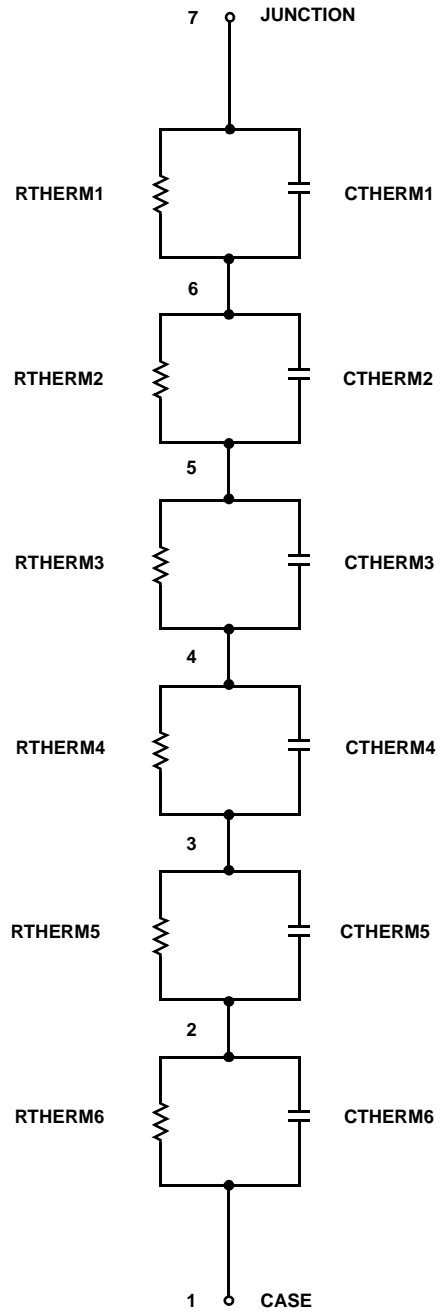 7 JUNCTION
RTHERM1 CTHERM1
6
RTHERM2 CTHERM2
5
RTHERM3 CTHERM3
4
RTHERM4 CTHERM4
3
RTHERM5 CTHERM5
2
RTHERM6 CTHERM6
1 CASE